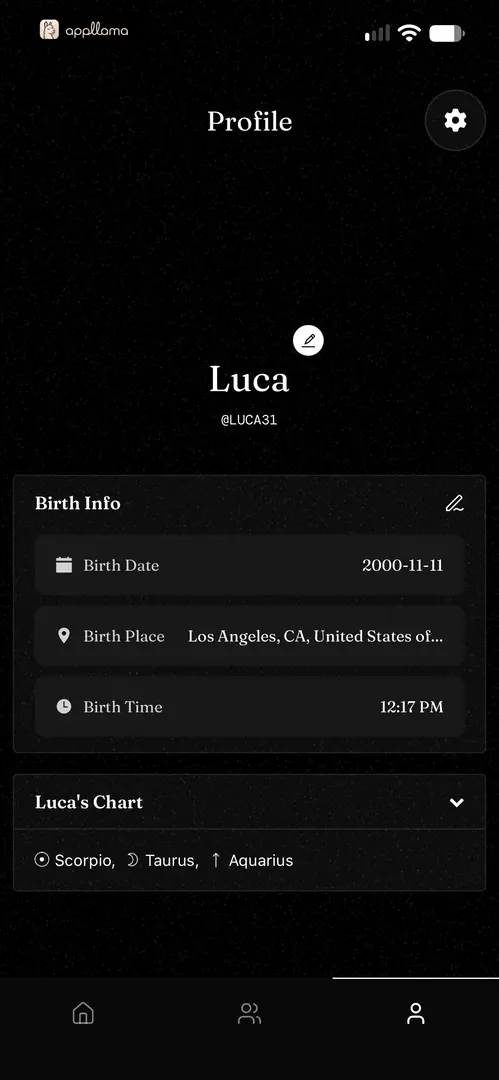 appllama
Profile
Luca
@LUCA31
Birth Info
Birth Date 2000-11-11
Birth Place Los Angeles, CA, United States of...
Birth Time 12:17 PM
Luca's Chart
☉ Scorpio, ☽ Taurus, ↑ Aquarius